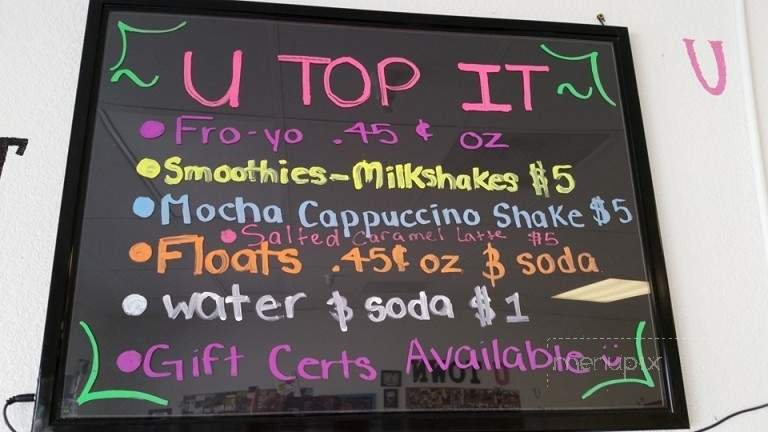 U TOP IT
U
• Fro-yo .45 ¢ oz
• Smoothies-Milkshakes $5
• Mocha Cappuccino Shake $5
• Salted Caramel Latte $5
• Floats .45¢ oz & soda
• water & soda $1
• Gift Certs Available ü
menupix